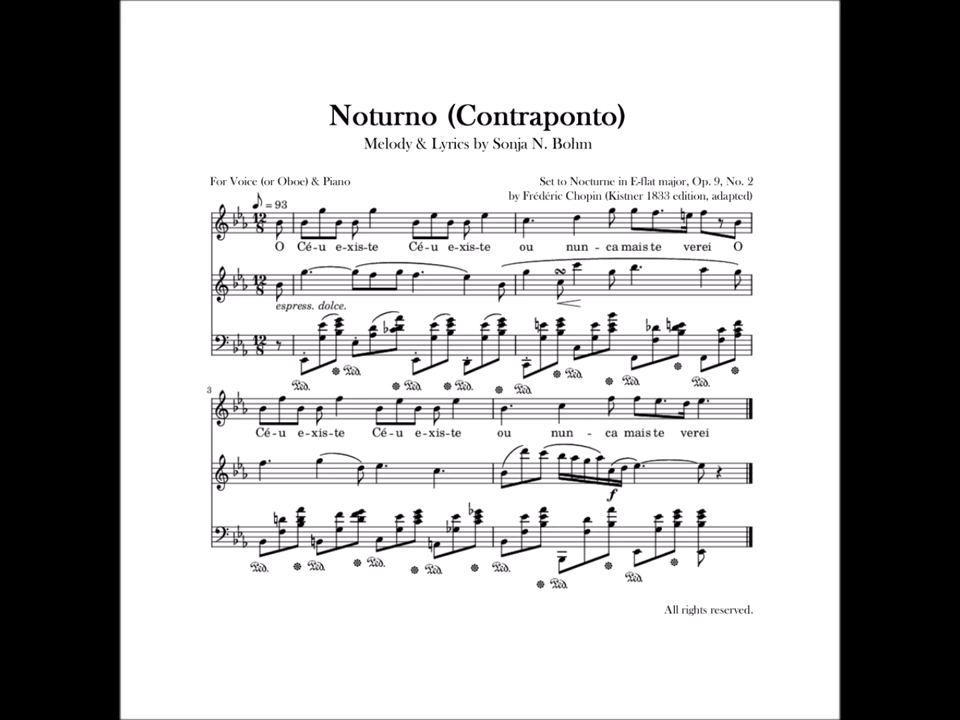 Noturno (Contraponto)
Melody & Lyrics by Sonja N. Bohm
For Voice (or Oboe) & Piano
Set to Nocturne in E-flat major, Op. 9, No. 2
by Frédéric Chopin (Kistner 1833 edition, adapted)
= 93
O Cé-u e-xis-te Cé-u e-xis-te ou nun - ca mais te verei O
espress. dolce.
3
Cé-u e-xis-te Cé-u e-xis-te ou nun - ca mais te verei
f
All rights reserved.